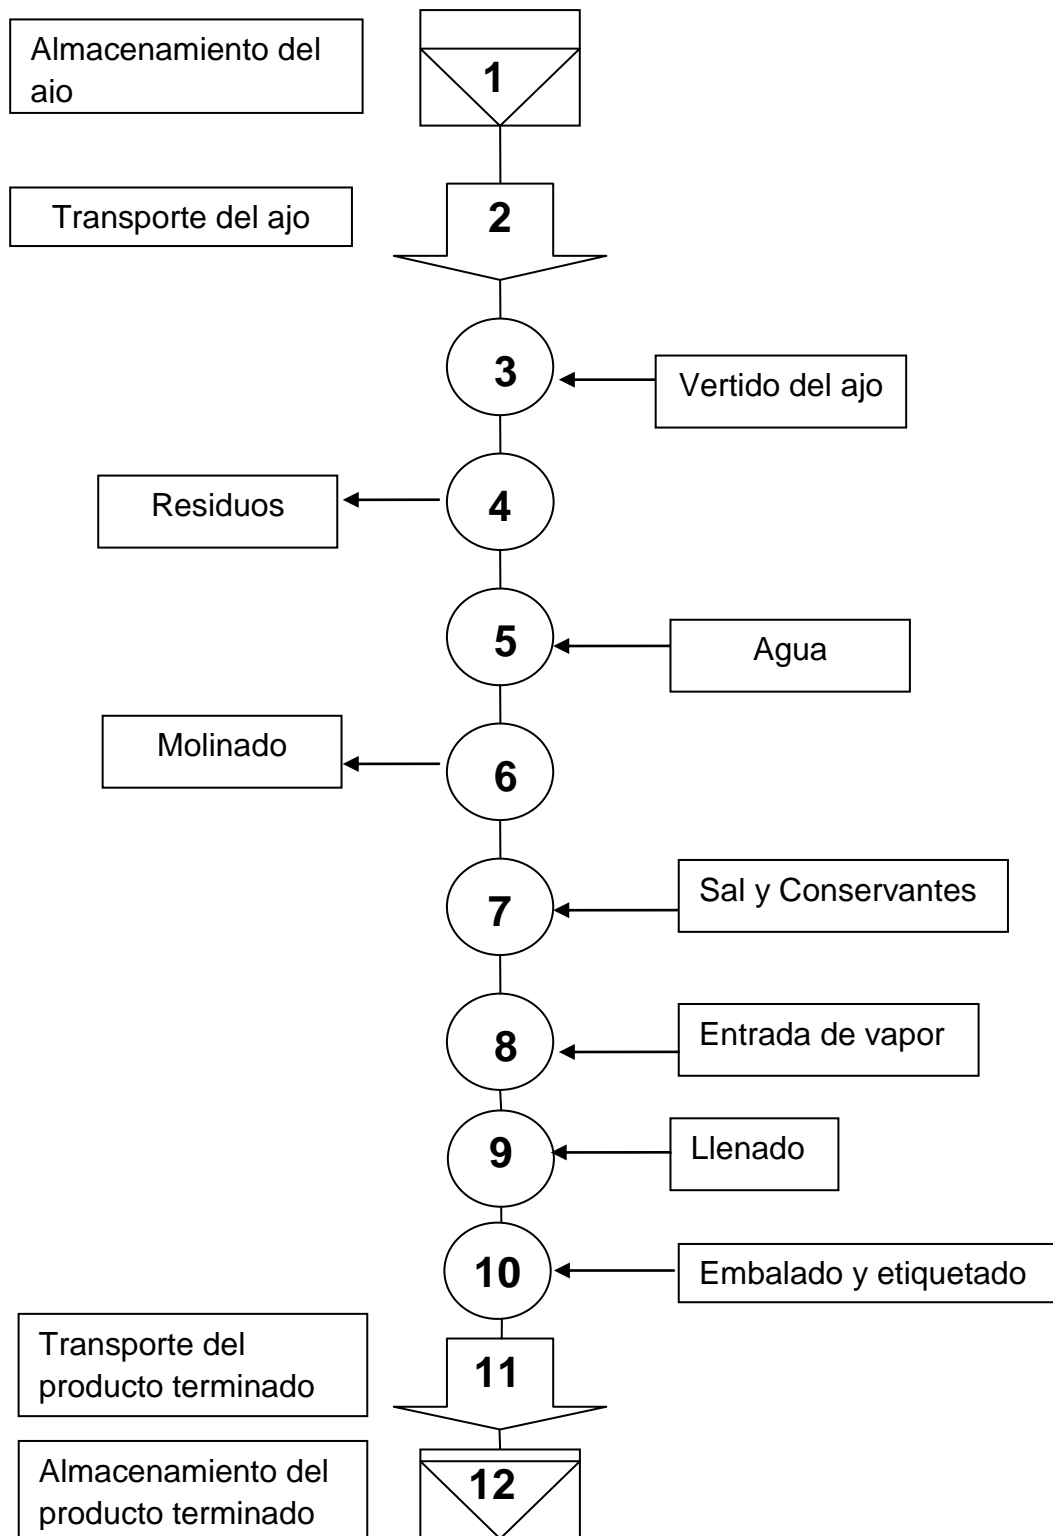 Almacenamiento del
aio
1
Transporte del ajo
2
3
Vertido del ajo
Residuos
4
5
Agua
Molinado
6
7
Sal y Conservantes
8
Entrada de vapor
9
Llenado
10
Embalado y etiquetado
Transporte del
producto terminado
11
Almacenamiento del
producto terminado
12